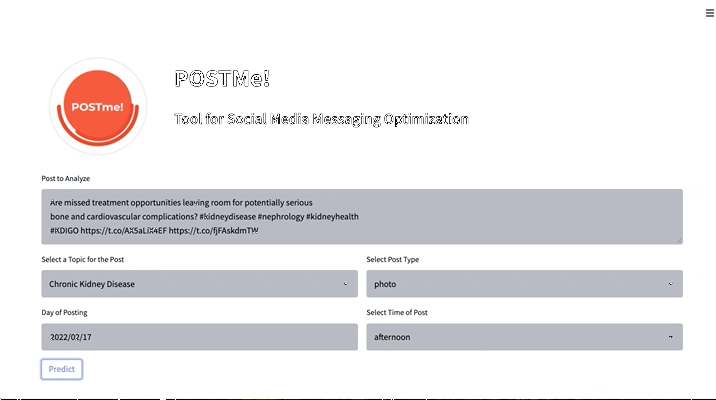 POSTme!
POSTMe!
Tool for Social Media Messaging Optimization
Post to Analyze
Are missed treatment opportunities leaving room for potentially serious
bone and cardiovascular complications? #kidneydisease #nephrology #kidneyhealth
#KDIGO https://t.co/AX5aLiX4EF https://t.co/fjFAskdmTW
Select a Topic for the Post
Select Post Type
Chronic Kidney Disease
photo
Day of Posting
Select Time of Post
2022/02/17
afternoon
Predict